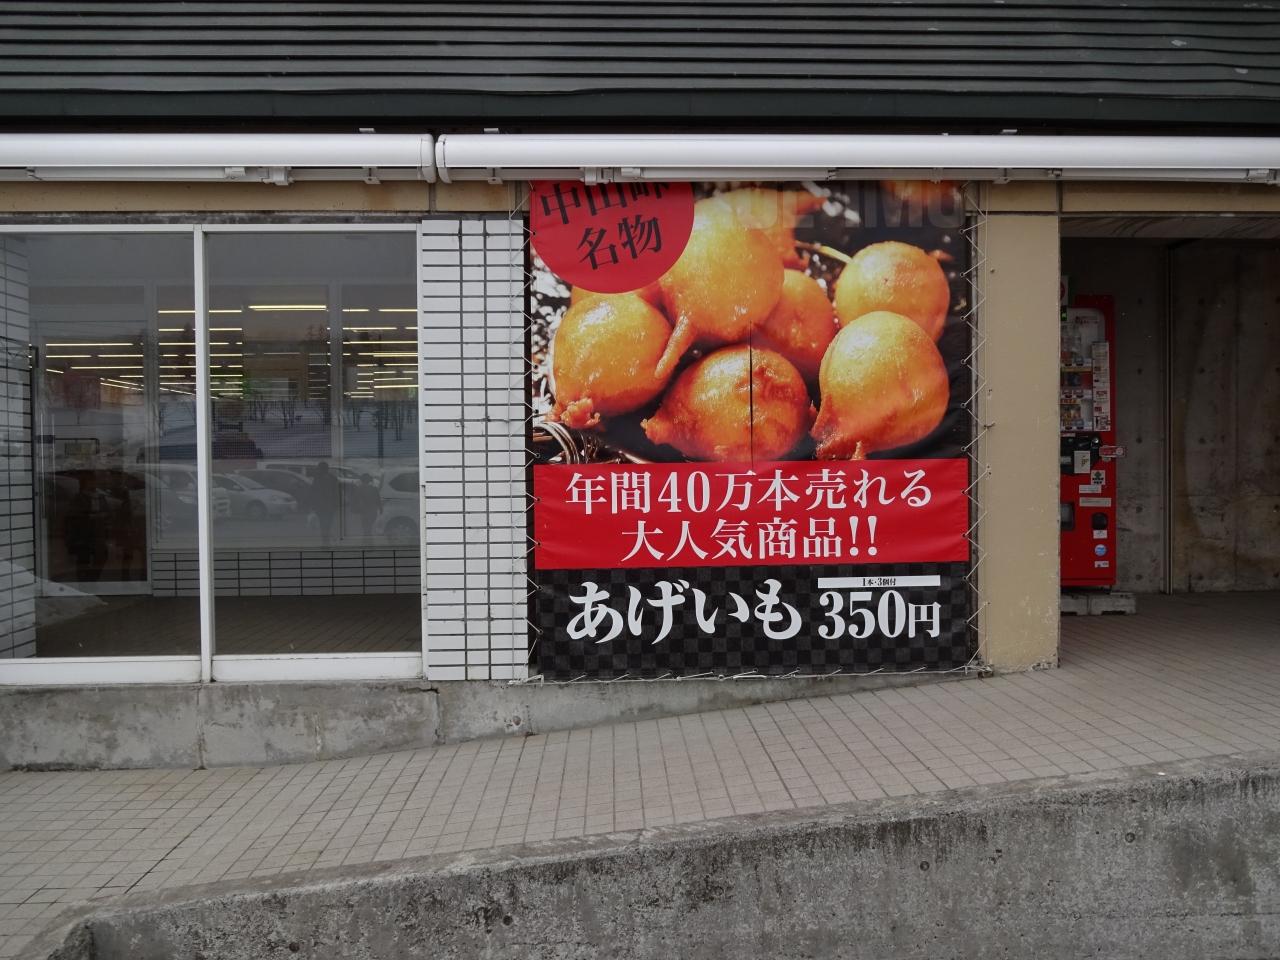 中山峠
名物
年間40万本売れる
大人気商品!!
あげいも
1本・3個付
350円